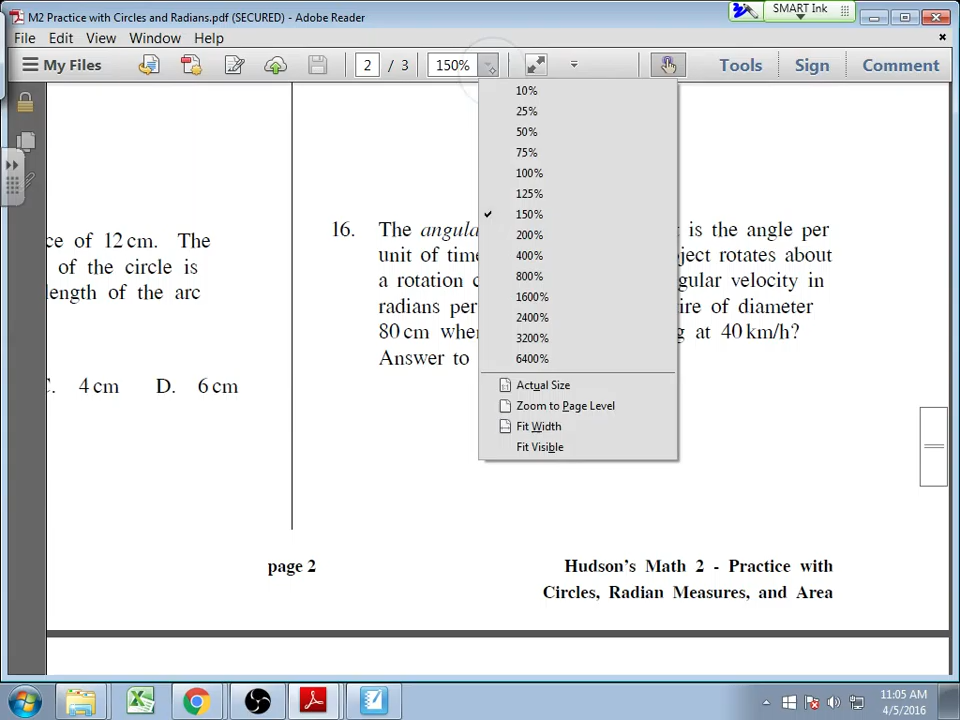 M2 Practice with Circles and Radians.pdf (SECURED) - Adobe Reader
SMART Ink
File Edit View Window Help
My Files
2 / 3
150%
Tools
Sign
Comment
10%
25%
50%
75%
100%
125%
150%
200%
400%
800%
1600%
2400%
3200%
6400%
Actual Size
Zoom to Page Level
Fit Width
Fit Visible
ce of 12 cm. The
of the circle is
length of the arc
4 cm D. 6 cm
16. The angula is the angle per
unit of time ject rotates about
a rotation c gular velocity in
radians per ire of diameter
80 cm whe g at 40 km/h?
Answer to
page 2
Hudson's Math 2 - Practice with
Circles, Radian Measures, and Area
11:05 AM
4/5/2016